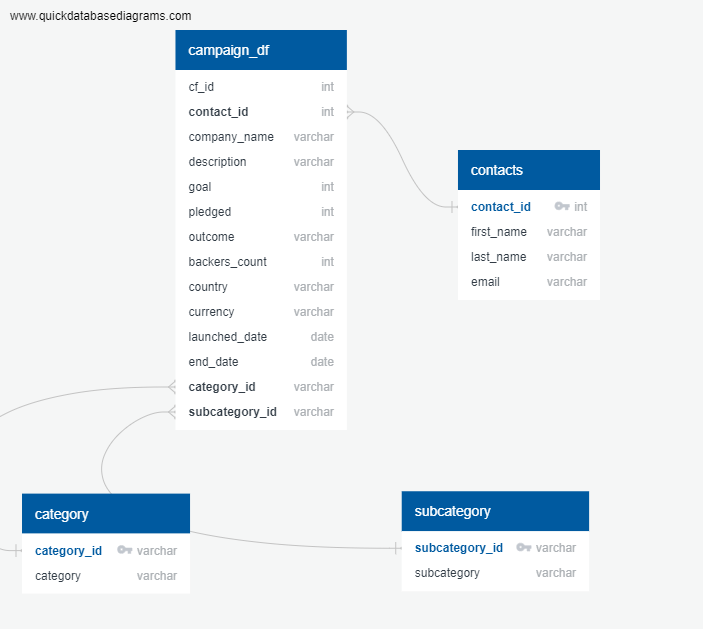 www.quickdatabasediagrams.com
campaign_df
cf_id int
contact_id int
company_name varchar
description varchar
goal int
pledged int
outcome varchar
backers_count int
country varchar
currency varchar
launched_date date
end_date date
category_id varchar
subcategory_id varchar
contacts
contact_id int
first_name varchar
last_name varchar
email varchar
category
category_id varchar
category varchar
subcategory
subcategory_id varchar
subcategory varchar